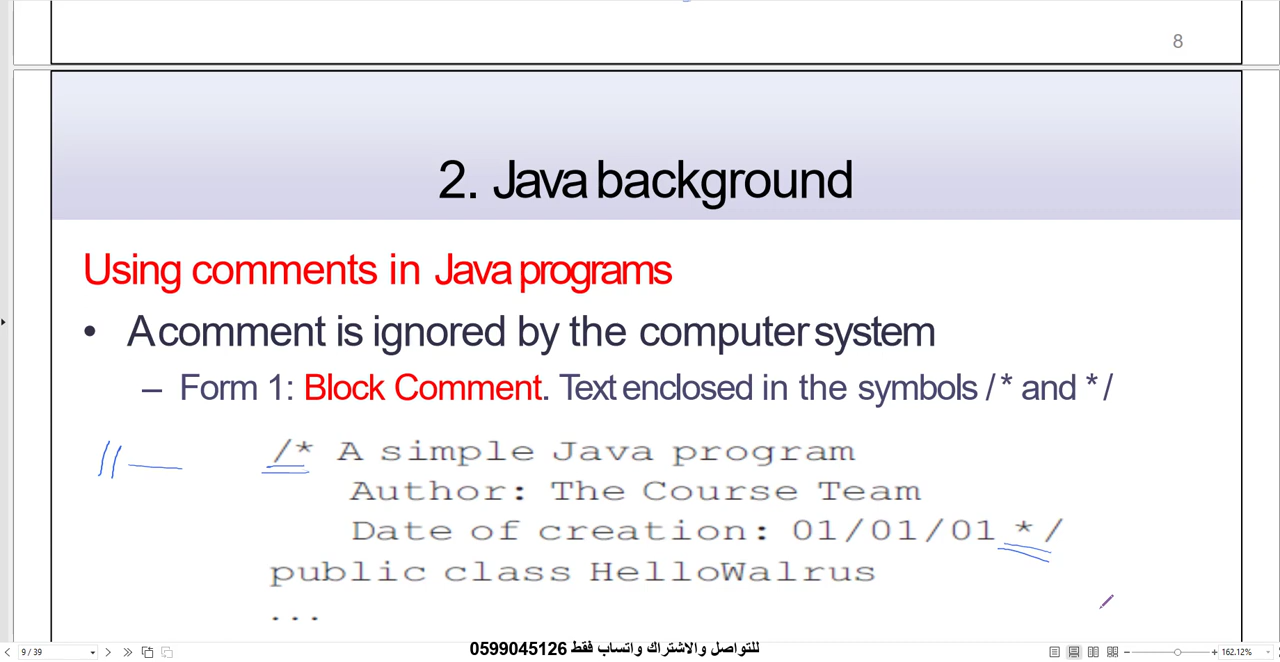 8
2. Java background
Using comments in Java programs
• A comment is ignored by the computer system
– Form 1: Block Comment. Text enclosed in the symbols /* and */
// —
/* A simple Java program
Author: The Course Team
Date of creation: 01/01/01 */
public class HelloWalrus
...
للتواصل والاشتراك واتساب فقط 0599045126
9 / 39
162.12%